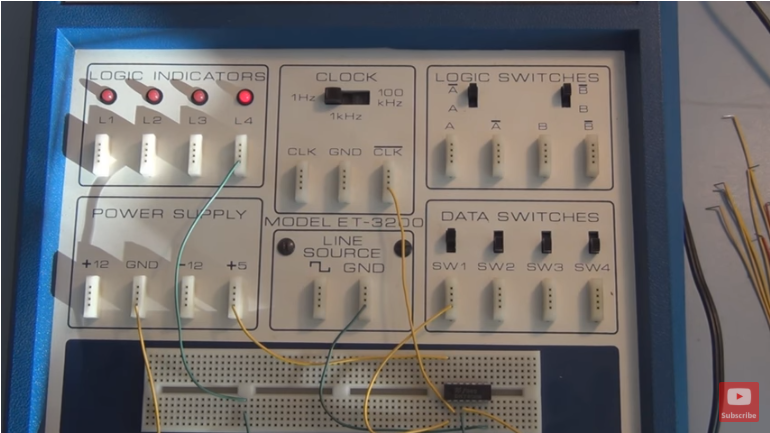 LOGIC INDICATORS
L1 L2 L3 L4
CLOCK
1Hz 100 kHz
1kHz
CLK GND C̅L̅K̅
LOGIC SWITCHES
A̅ B̅
A B
A A̅ B B̅
POWER SUPPLY
+12 GND -12 +5
MODEL ET-3200
LINE
SOURCE
GND
DATA SWITCHES
SW1 SW2 SW3 SW4
Subscribe